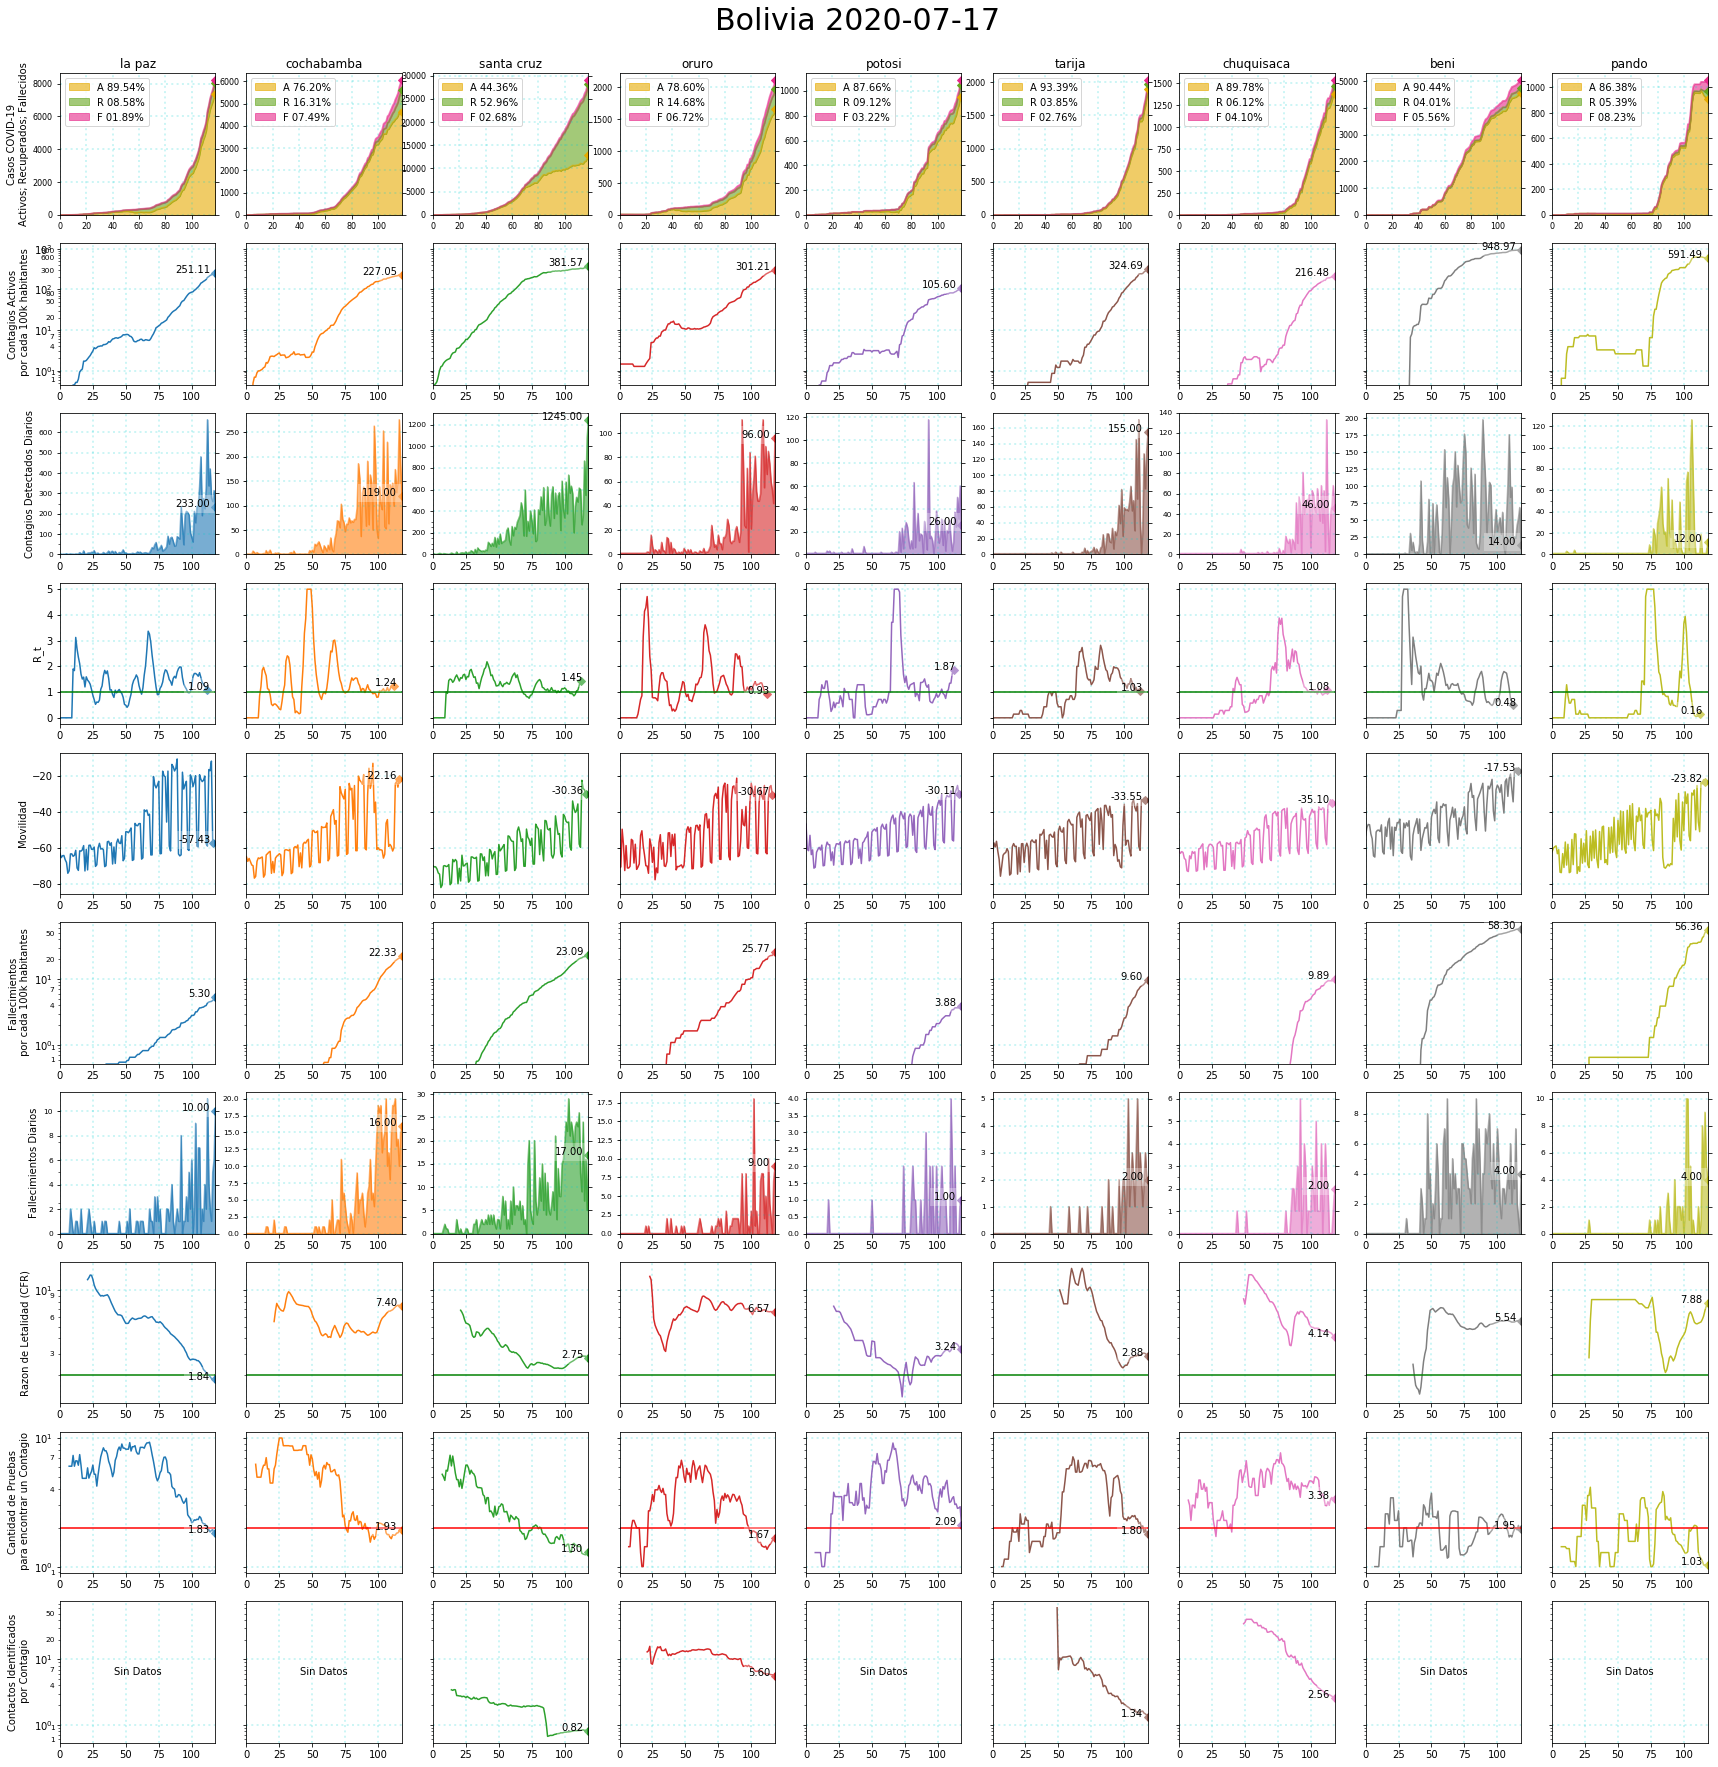 Bolivia 2020-07-17
la paz
cochabamba
santa cruz
oruro
potosi
tarija
chuquisaca
beni
pando
Casos COVID-19
Activos; Recuperados; Fallecidos
A 89.54%
R 08.58%
F 01.89%
A 76.20%
R 16.31%
F 07.49%
A 44.36%
R 52.96%
F 02.68%
A 78.60%
R 14.68%
F 06.72%
A 87.66%
R 09.12%
F 03.22%
A 93.39%
R 03.85%
F 02.76%
A 89.78%
R 06.12%
F 04.10%
A 90.44%
R 04.01%
F 05.56%
A 86.38%
R 05.39%
F 08.23%
Contagios Activos
por cada 100k habitantes
251.11
227.05
381.57
301.21
105.60
324.69
216.48
948.97
591.49
Contagios Detectados Diarios
233.00
119.00
1245.00
96.00
26.00
155.00
46.00
14.00
12.00
R_t
1.09
1.24
1.45
0.93
1.87
1.03
1.08
0.48
0.16
Movilidad
-57.43
-22.16
-30.36
-30.67
-30.11
-33.55
-35.10
-17.53
-23.82
Fallecimientos
por cada 100k habitantes
5.30
22.33
23.09
25.77
3.88
9.60
9.89
58.30
56.36
Fallecimientos Diarios
10.00
16.00
17.00
9.00
1.00
2.00
2.00
4.00
4.00
Razon de Letalidad (CFR)
1.84
7.40
2.75
6.57
3.24
2.88
4.14
5.54
7.88
Cantidad de Pruebas
para encontrar un Contagio
1.83
1.93
1.30
1.67
2.09
1.80
3.38
1.95
1.03
Contactos Identificados
por Contagio
Sin Datos
Sin Datos
0.82
5.60
Sin Datos
1.34
2.56
Sin Datos
Sin Datos
0 25 50 75 100